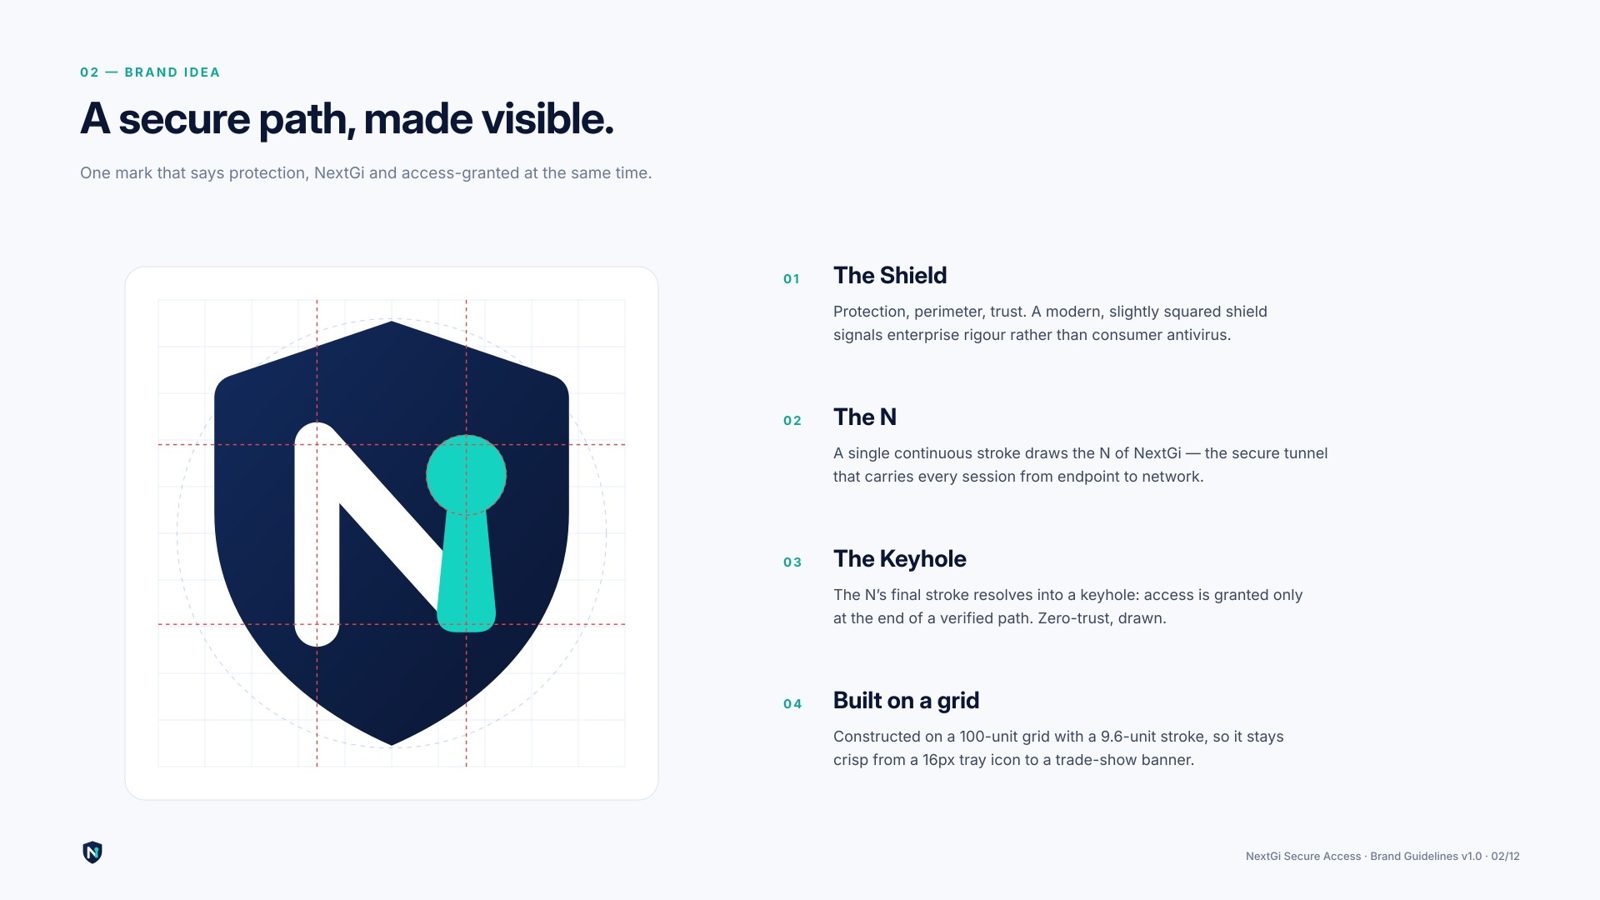 02 — BRAND IDEA
A secure path, made visible.
One mark that says protection, NextGi and access-granted at the same time.
01
The Shield
Protection, perimeter, trust. A modern, slightly squared shield
signals enterprise rigour rather than consumer antivirus.
02
The N
A single continuous stroke draws the N of NextGi — the secure tunnel
that carries every session from endpoint to network.
03
The Keyhole
The N’s final stroke resolves into a keyhole: access is granted only
at the end of a verified path. Zero-trust, drawn.
04
Built on a grid
Constructed on a 100-unit grid with a 9.6-unit stroke, so it stays
crisp from a 16px tray icon to a trade-show banner.
NextGi Secure Access · Brand Guidelines v1.0 · 02/12